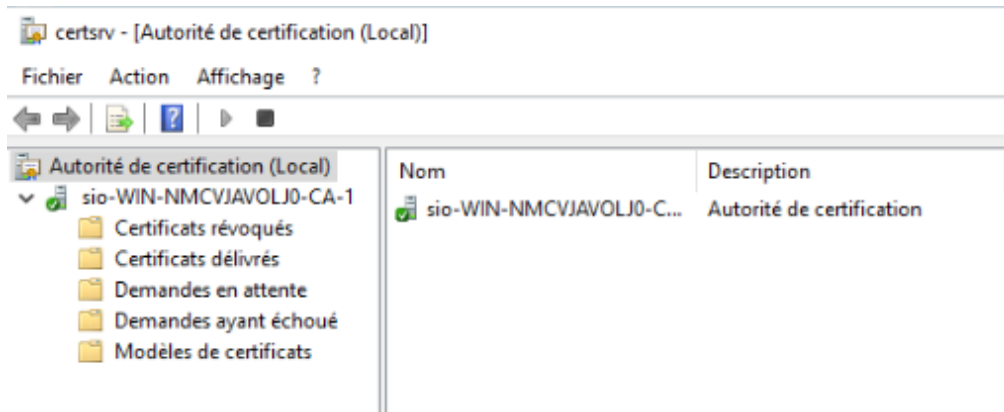 certsrv - [Autorité de certification (Local)]
Fichier Action Affichage ?
Autorité de certification (Local)
sio-WIN-NMCVJAVOLJ0-CA-1
Certificats révoqués
Certificats délivrés
Demandes en attente
Demandes ayant échoué
Modèles de certificats
Nom Description
sio-WIN-NMCVJAVOLJ0-C... Autorité de certification